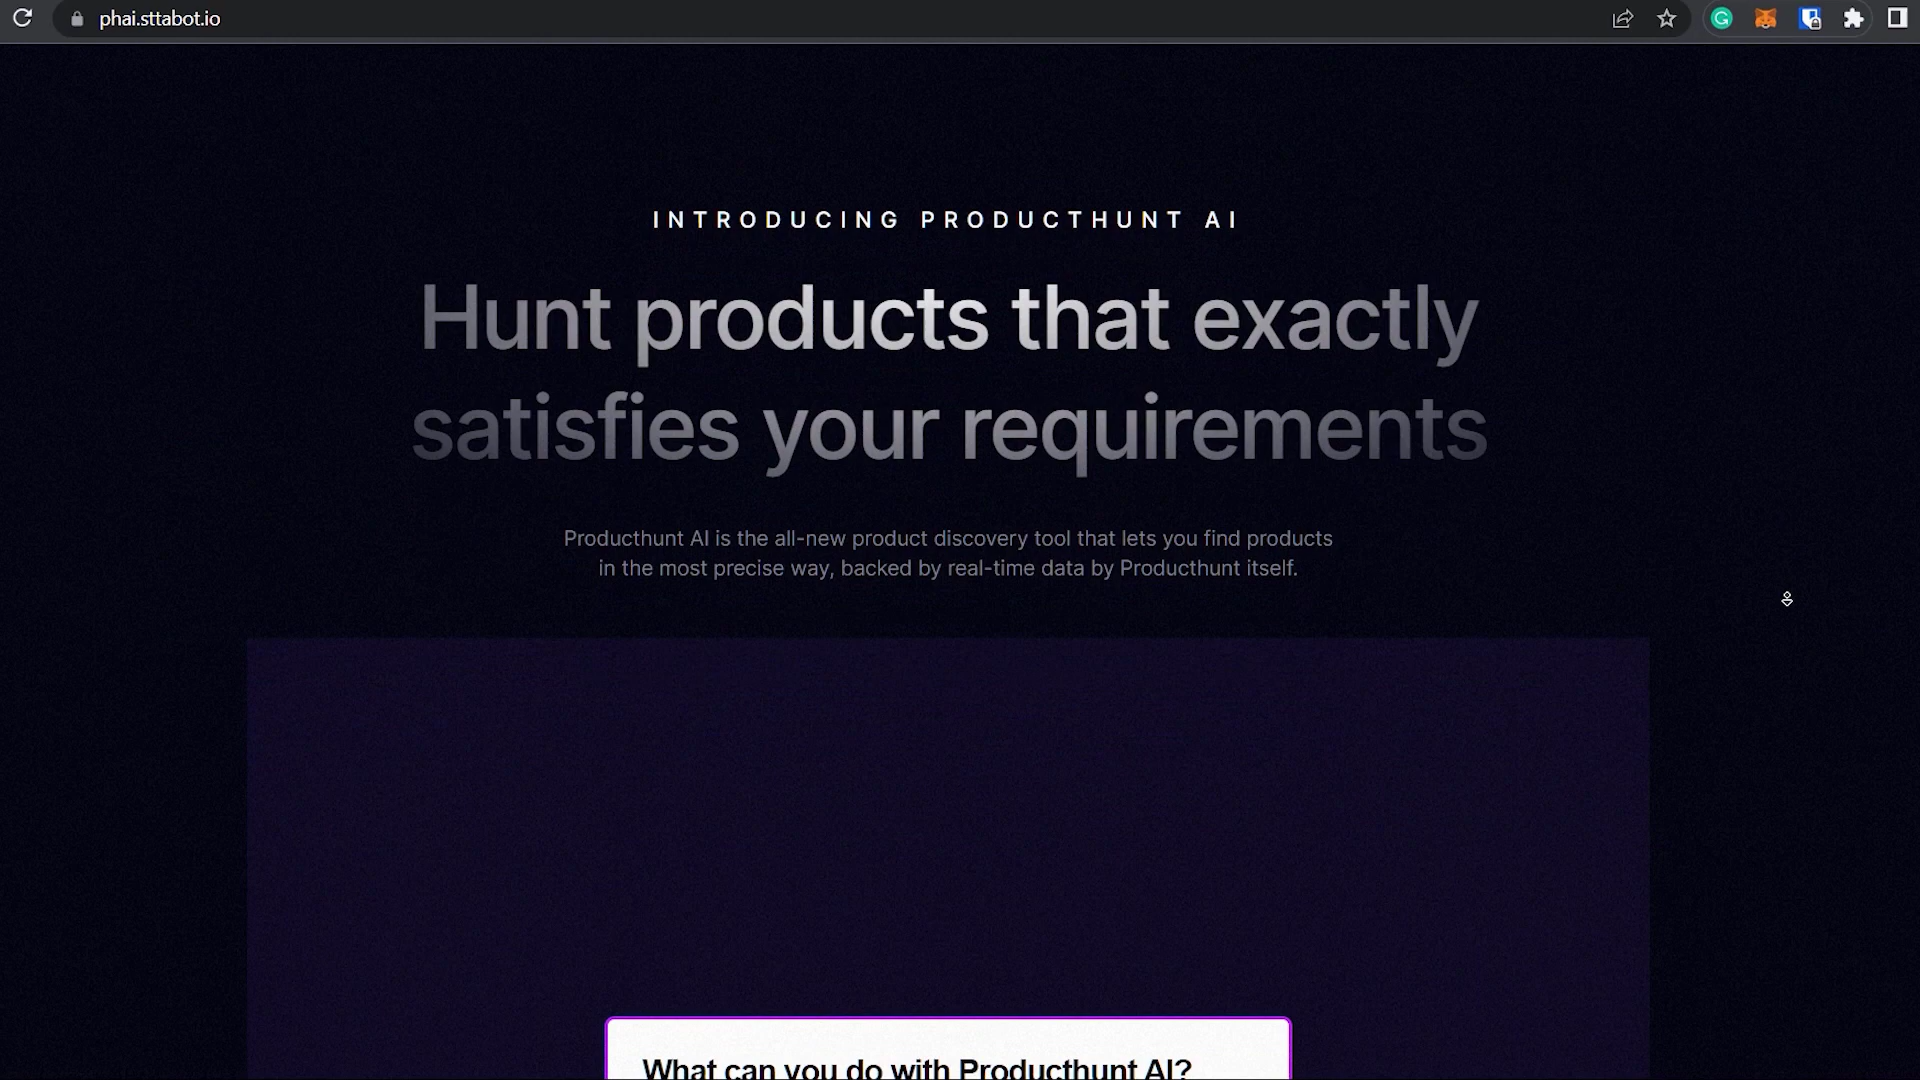 phai.sttabot.io
INTRODUCING PRODUCTHUNT AI
Hunt products that exactly
satisfies your requirements
Producthunt AI is the all-new product discovery tool that lets you find products
in the most precise way, backed by real-time data by Producthunt itself.
What can you do with Producthunt AI?